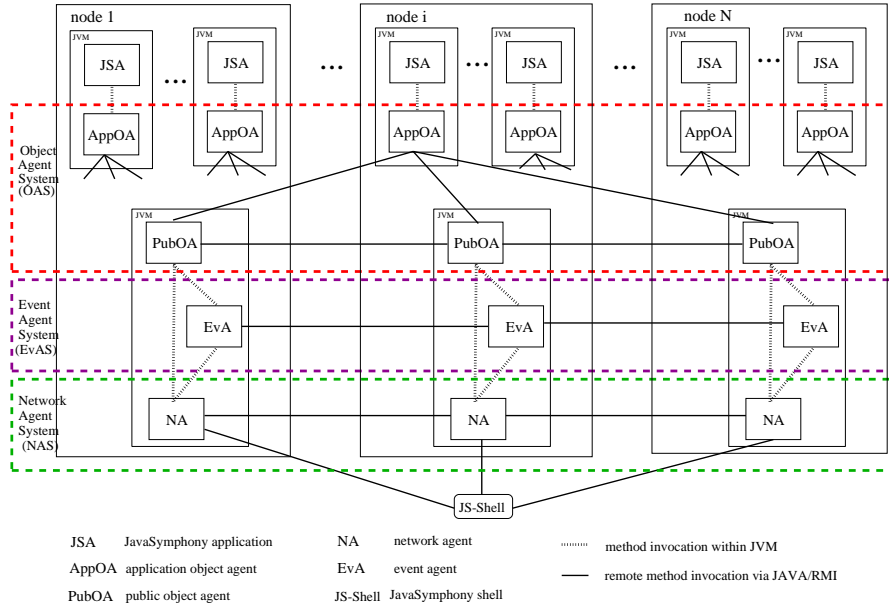 node 1
node i
node N
JVM
JVM
JVM
JVM
JVM
JVM
JSA
JSA
JSA
JSA
JSA
JSA
...
...
...
...
...
AppOA
AppOA
AppOA
AppOA
AppOA
AppOA
Object
Agent
System
(OAS)
JVM
JVM
JVM
PubOA
PubOA
PubOA
Event
Agent
System
(EvAS)
EvA
EvA
EvA
Network
Agent
System
(NAS)
NA
NA
NA
JS-Shell
JSA JavaSymphony application
AppOA application object agent
PubOA public object agent
NA network agent
EvA event agent
JS-Shell JavaSymphony shell
method invocation within JVM
remote method invocation via JAVA/RMI